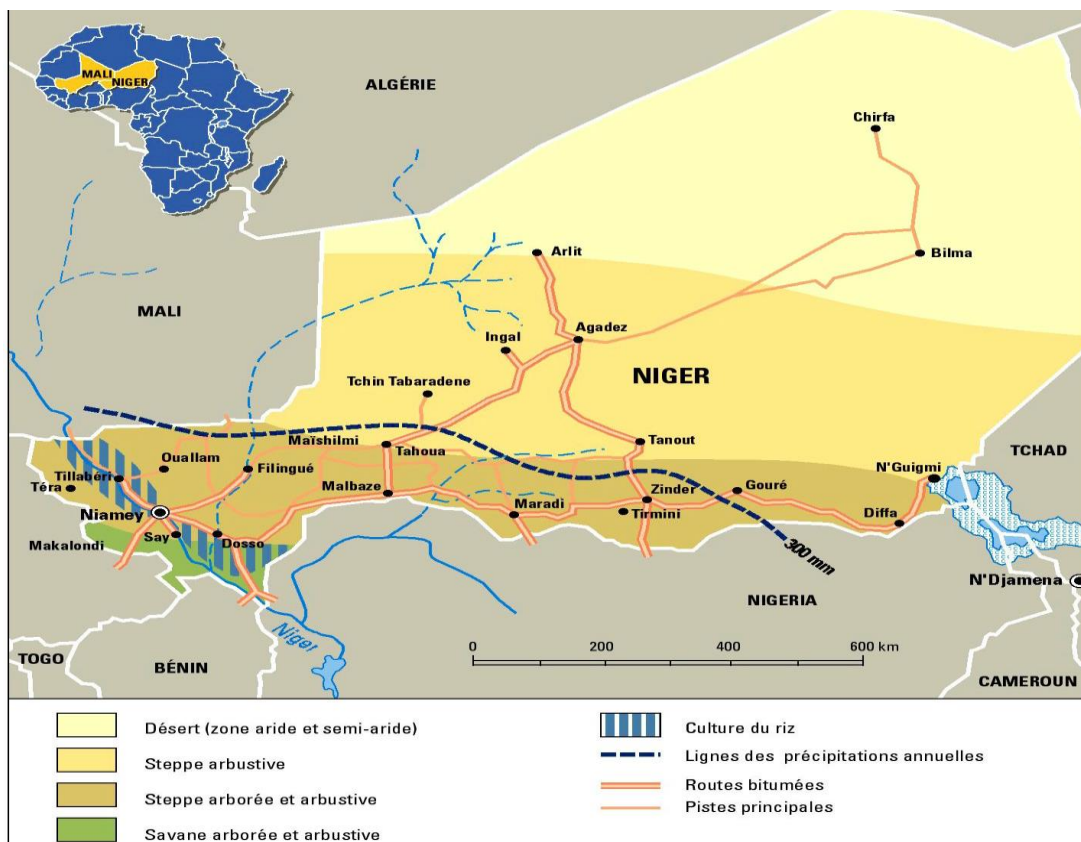 MALI
NIGER
ALGÉRIE
Chirfa
Arlit
Bilma
MALI
Agadez
Ingal
NIGER
Tchin Tabaradene
Maïshilmi
Tahoua
Tanout
TCHAD
Ouallam
Filingué
N'Guigmi
Tillabéri
Téra
Malbaze
Zinder
Gouré
Niamey
Maradi
Tirmini
Diffa
Makalondi
Say
Dosso
300 mm
N'Djamena
NIGERIA
Niger
TOGO
BÉNIN
0 200 400 600 km
CAMEROUN
Désert (zone aride et semi-aride)
Steppe arbustive
Steppe arborée et arbustive
Savane arborée et arbustive
Culture du riz
Lignes des précipitations annuelles
Routes bitumées
Pistes principales